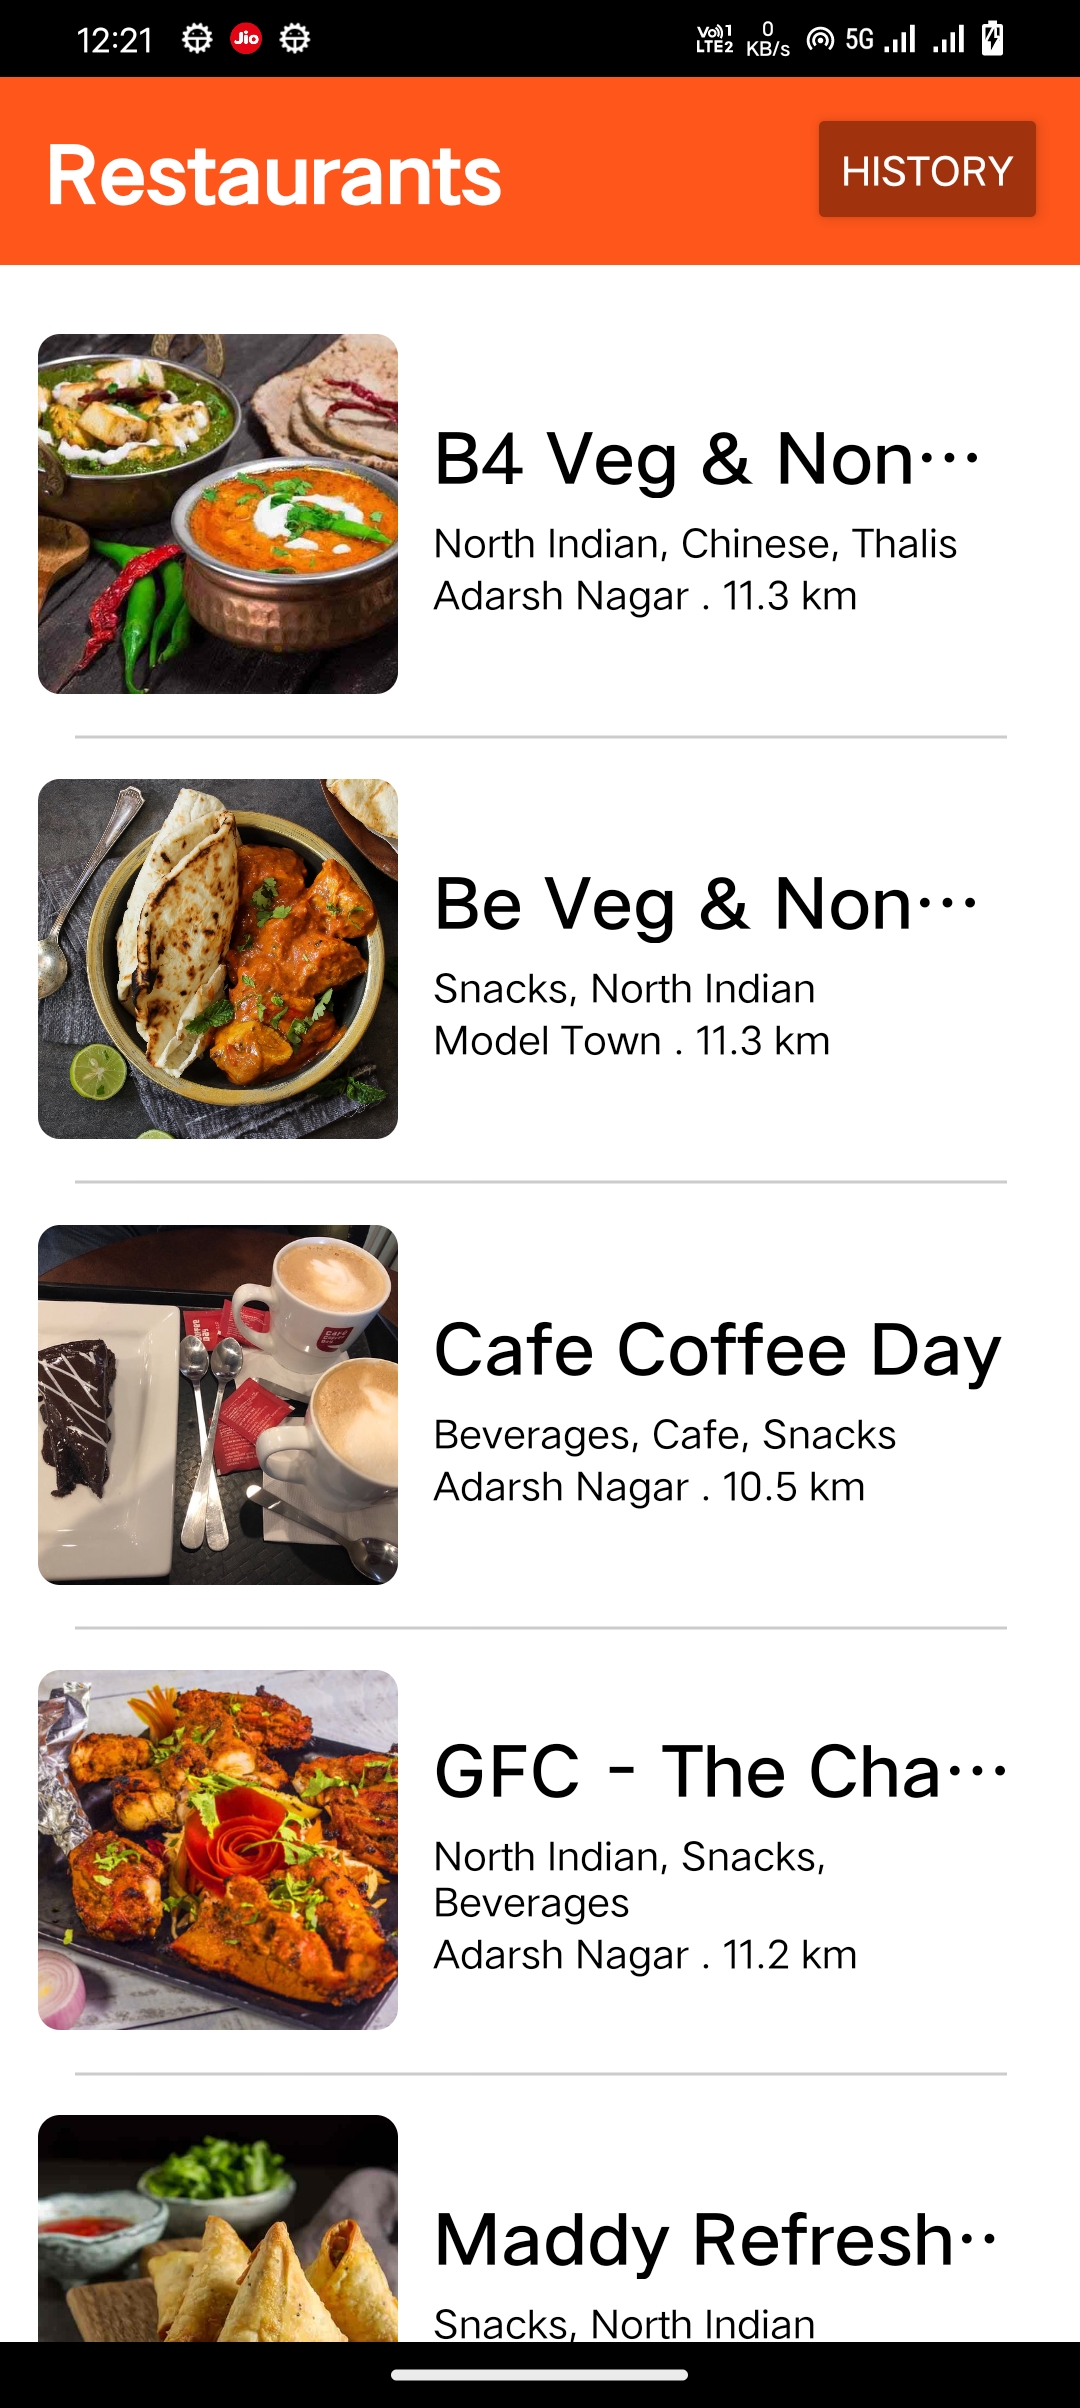 12:21 Jio Vo)) 1 LTE2 0 KB/s 5G
Restaurants
HISTORY
B4 Veg & Non···
North Indian, Chinese, Thalis
Adarsh Nagar . 11.3 km
Be Veg & Non···
Snacks, North Indian
Model Town . 11.3 km
Cafe Coffee Day
Beverages, Cafe, Snacks
Adarsh Nagar . 10.5 km
GFC - The Cha···
North Indian, Snacks,
Beverages
Adarsh Nagar . 11.2 km
Maddy Refresh··
Snacks, North Indian